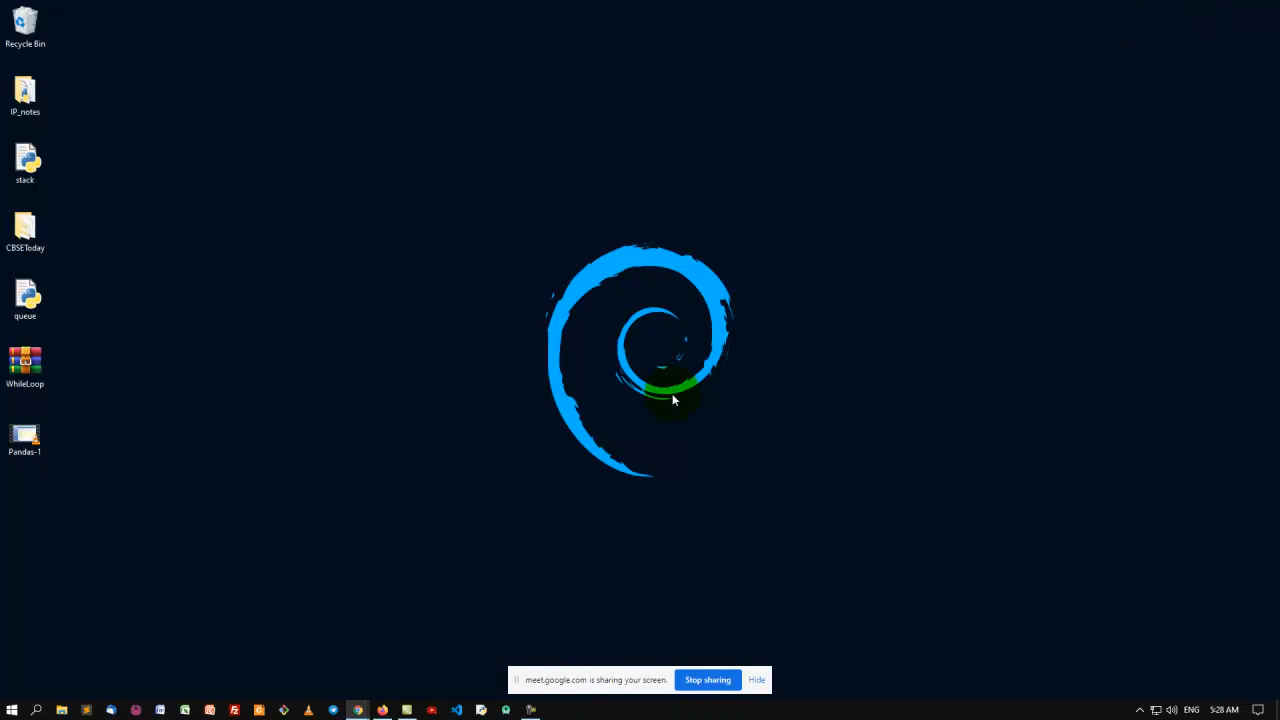 Recycle Bin
IP_notes
stack
CBSEToday
queue
WhileLoop
Pandas-1
meet.google.com is sharing your screen.
Stop sharing
Hide
ENG
5:28 AM